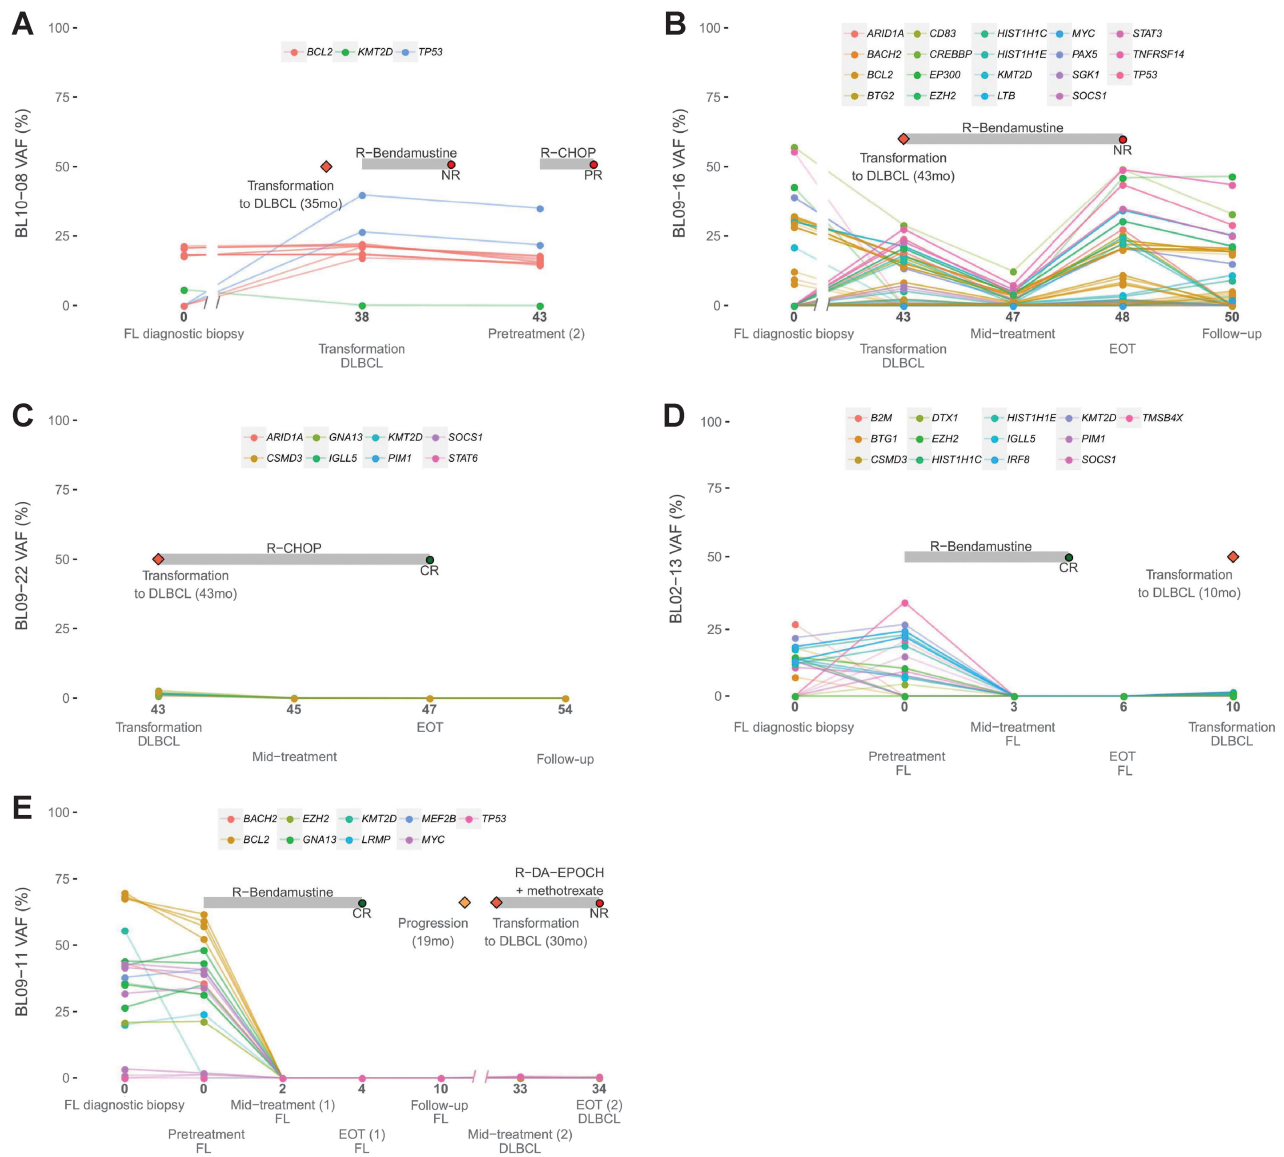 A
BL10−08 VAF (%)
100
75
50
25
0
BCL2 KMT2D TP53
R−Bendamustine
NR
R−CHOP
PR
Transformation
to DLBCL (35mo)
0
38
43
FL diagnostic biopsy
Transformation
DLBCL
Pretreatment (2)
B
BL09−16 VAF (%)
100
75
50
25
0
ARID1A CD83 HIST1H1C MYC STAT3
BACH2 CREBBP HIST1H1E PAX5 TNFRSF14
BCL2 EP300 KMT2D SGK1 TP53
BTG2 EZH2 LTB SOCS1
R−Bendamustine
NR
Transformation
to DLBCL (43mo)
0
43
47
48
50
FL diagnostic biopsy
Transformation
DLBCL
Mid−treatment
EOT
Follow−up
C
BL09−22 VAF (%)
100
75
50
25
0
ARID1A GNA13 KMT2D SOCS1
CSMD3 IGLL5 PIM1 STAT6
R−CHOP
CR
Transformation
to DLBCL (43mo)
43
45
47
54
Transformation
DLBCL
Mid−treatment
EOT
Follow−up
D
BL02−13 VAF (%)
100
75
50
25
0
B2M DTX1 HIST1H1E KMT2D TMSB4X
BTG1 EZH2 IGLL5 PIM1
CSMD3 HIST1H1C IRF8 SOCS1
R−Bendamustine
CR
Transformation
to DLBCL (10mo)
0
0
3
6
10
FL diagnostic biopsy
Pretreatment
FL
Mid−treatment
FL
EOT
FL
Transformation
DLBCL
E
BL09−11 VAF (%)
100
75
50
25
0
BACH2 EZH2 KMT2D MEF2B TP53
BCL2 GNA13 LRMP MYC
R−Bendamustine
CR
Progression
(19mo)
R−DA−EPOCH
+ methotrexate
NR
Transformation
to DLBCL (30mo)
0
0
2
4
10
33
34
FL diagnostic biopsy
Pretreatment
FL
Mid−treatment (1)
FL
EOT (1)
FL
Follow−up
FL
Mid−treatment (2)
DLBCL
EOT (2)
DLBCL